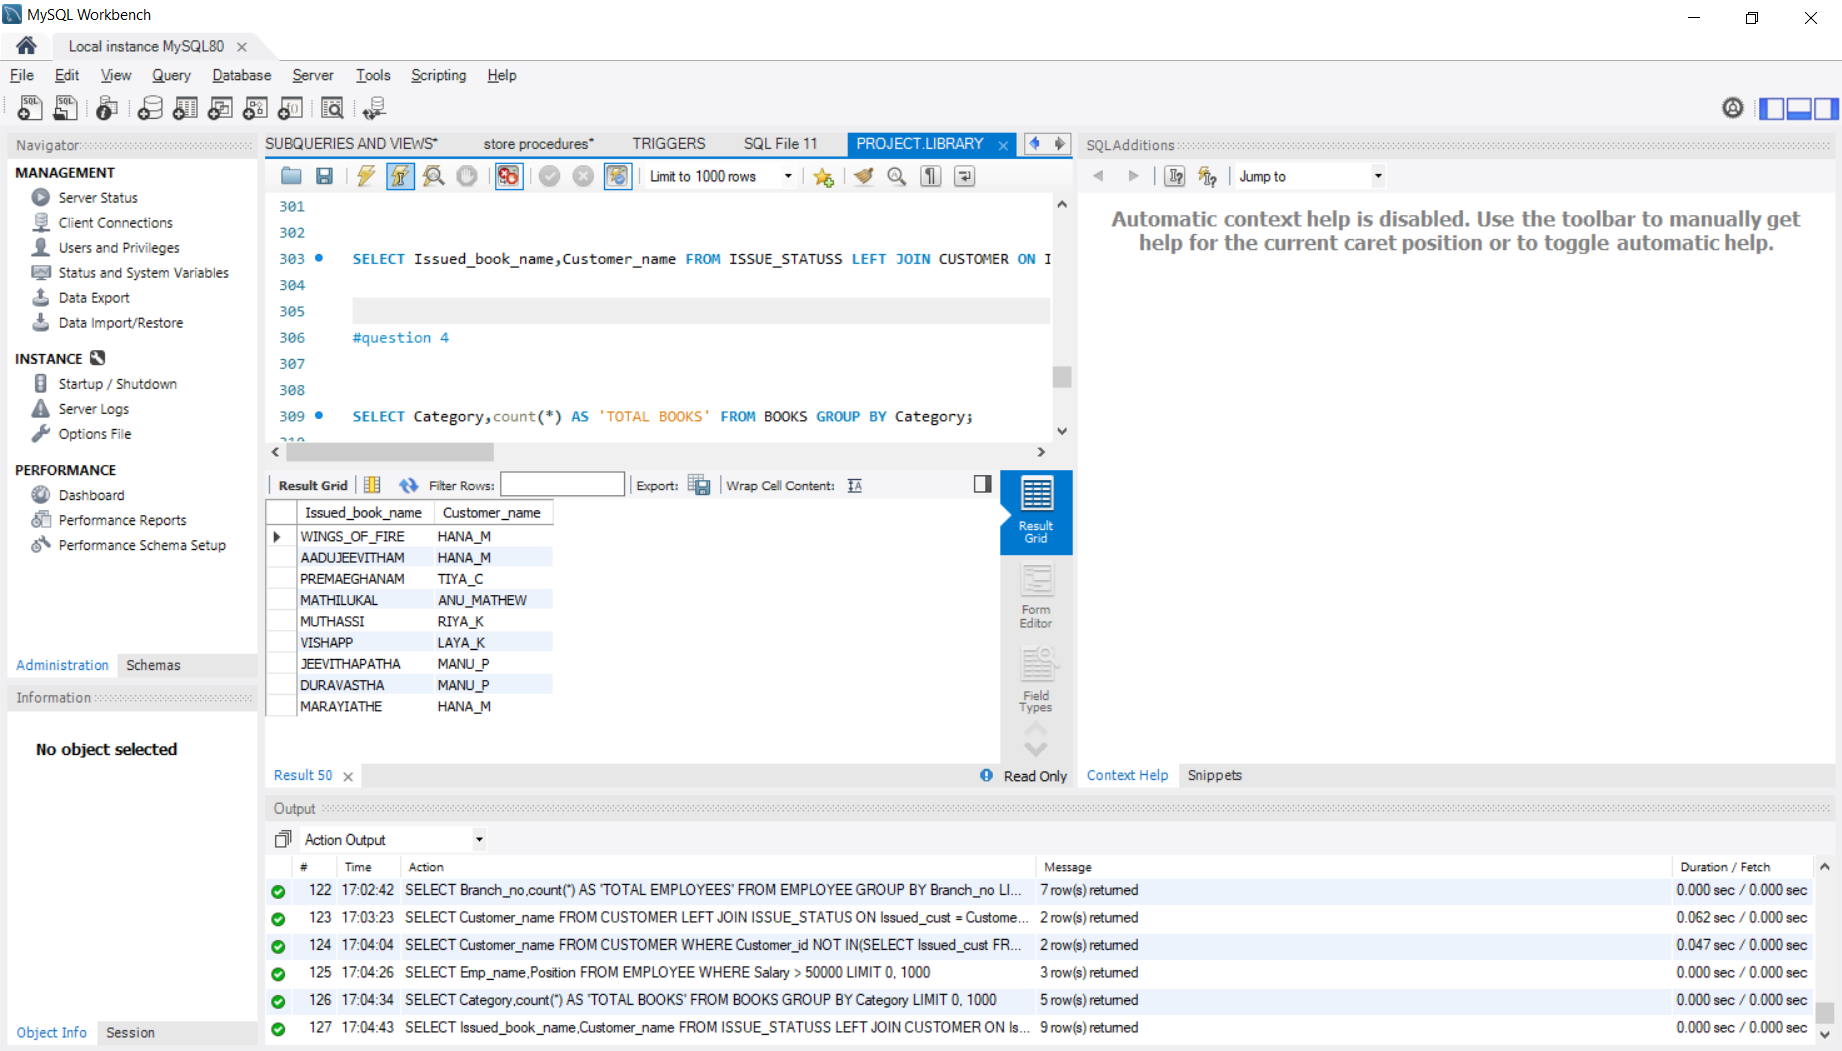 MySQL Workbench
Local instance MySQL80
File Edit View Query Database Server Tools Scripting Help
Navigator
MANAGEMENT
Server Status
Client Connections
Users and Privileges
Status and System Variables
Data Export
Data Import/Restore
INSTANCE
Startup / Shutdown
Server Logs
Options File
PERFORMANCE
Dashboard
Performance Reports
Performance Schema Setup
Administration Schemas
Information
No object selected
Object Info Session
SUBQUERIES AND VIEWS* store procedures* TRIGGERS SQL File 11 PROJECT.LIBRARY
Limit to 1000 rows
301
302
303 SELECT Issued_book_name,Customer_name FROM ISSUE_STATUSS LEFT JOIN CUSTOMER ON I
304
305
306 #question 4
307
308
309 SELECT Category,count(*) AS 'TOTAL BOOKS' FROM BOOKS GROUP BY Category;
310
Result Grid Filter Rows: Export: Wrap Cell Content:
Issued_book_name Customer_name
WINGS_OF_FIRE HANA_M
AADUJEEVITHAM HANA_M
PREMAEGHANAM TIYA_C
MATHILUKAL ANU_MATHEW
MUTHASSI RIYA_K
VISHAPP LAYA_K
JEEVITHAPATHA MANU_P
DURAVASTHA MANU_P
MARAYIATHE HANA_M
Result Grid
Form Editor
Field Types
Result 50 Read Only
SQLAdditions
Jump to
Automatic context help is disabled. Use the toolbar to manually get
help for the current caret position or to toggle automatic help.
Context Help Snippets
Output
Action Output
# Time Action Message Duration / Fetch
122 17:02:42 SELECT Branch_no,count(*) AS 'TOTAL EMPLOYEES' FROM EMPLOYEE GROUP BY Branch_no LI... 7 row(s) returned 0.000 sec / 0.000 sec
123 17:03:23 SELECT Customer_name FROM CUSTOMER LEFT JOIN ISSUE_STATUS ON Issued_cust = Custome... 2 row(s) returned 0.062 sec / 0.000 sec
124 17:04:04 SELECT Customer_name FROM CUSTOMER WHERE Customer_id NOT IN(SELECT Issued_cust FR... 2 row(s) returned 0.047 sec / 0.000 sec
125 17:04:26 SELECT Emp_name,Position FROM EMPLOYEE WHERE Salary > 50000 LIMIT 0, 1000 3 row(s) returned 0.000 sec / 0.000 sec
126 17:04:34 SELECT Category,count(*) AS 'TOTAL BOOKS' FROM BOOKS GROUP BY Category LIMIT 0, 1000 5 row(s) returned 0.000 sec / 0.000 sec
127 17:04:43 SELECT Issued_book_name,Customer_name FROM ISSUE_STATUSS LEFT JOIN CUSTOMER ON Is... 9 row(s) returned 0.000 sec / 0.000 sec